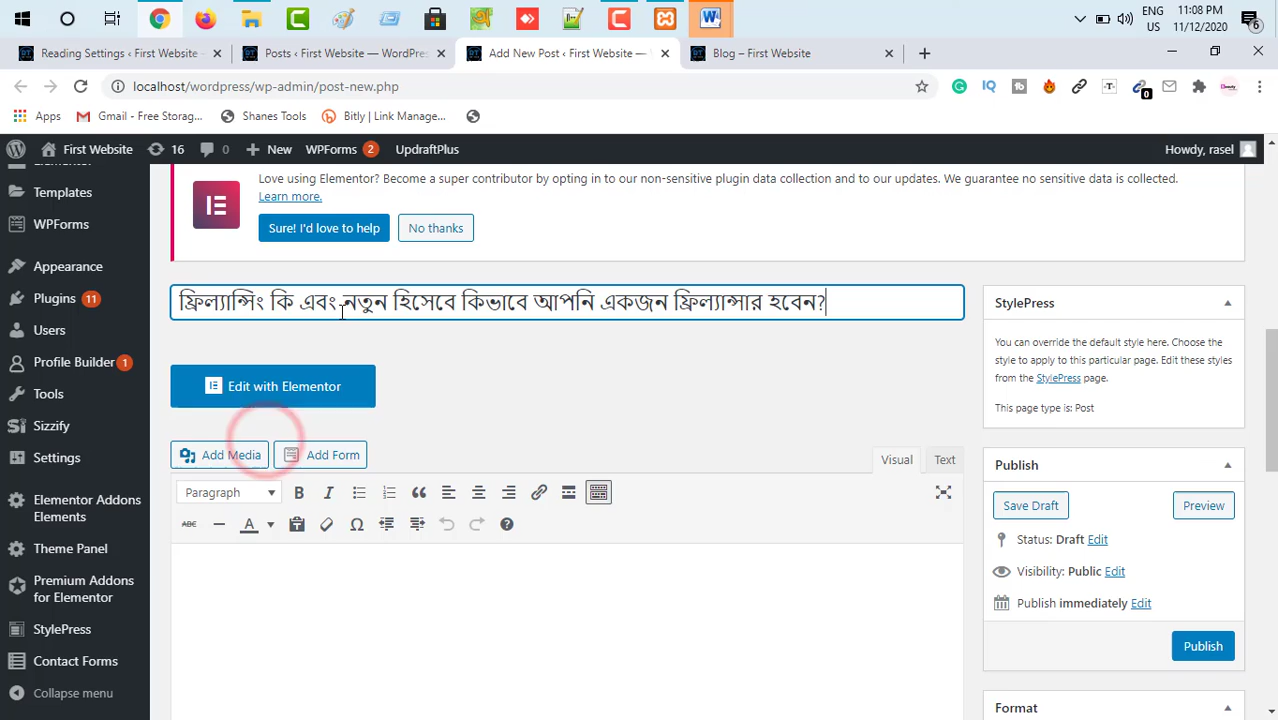 ENG 11:08 PM
US 11/12/2020
6
Reading Settings ‹ First Website
Posts ‹ First Website — WordPress
Add New Post ‹ First Website —
Blog – First Website
localhost/wordpress/wp-admin/post-new.php
0
Apps
Gmail - Free Storag...
Shanes Tools
Bitly | Link Manage...
First Website
16
0
New
WPForms 2
UpdraftPlus
Howdy, rasel
Templates
WPForms
Appearance
Plugins 11
Users
Profile Builder 1
Tools
Sizzify
Settings
Elementor Addons
Elements
Theme Panel
Premium Addons
for Elementor
StylePress
Contact Forms
Collapse menu
Love using Elementor? Become a super contributor by opting in to our non-sensitive plugin data collection and to our updates. We guarantee no sensitive data is collected.
Learn more.
Sure! I'd love to help
No thanks
ফ্রিল্যান্সিং কি এবং নতুন হিসেবে কিভাবে আপনি একজন ফ্রিল্যান্সার হবেন?
Edit with Elementor
Add Media
Add Form
Visual
Text
Paragraph
B I
ABC
A
StylePress
You can override the default style here. Choose the
style to apply to this particular page. Edit these styles
from the StylePress page.
This page type is: Post
Publish
Save Draft
Preview
Status: Draft Edit
Visibility: Public Edit
Publish immediately Edit
Publish
Format